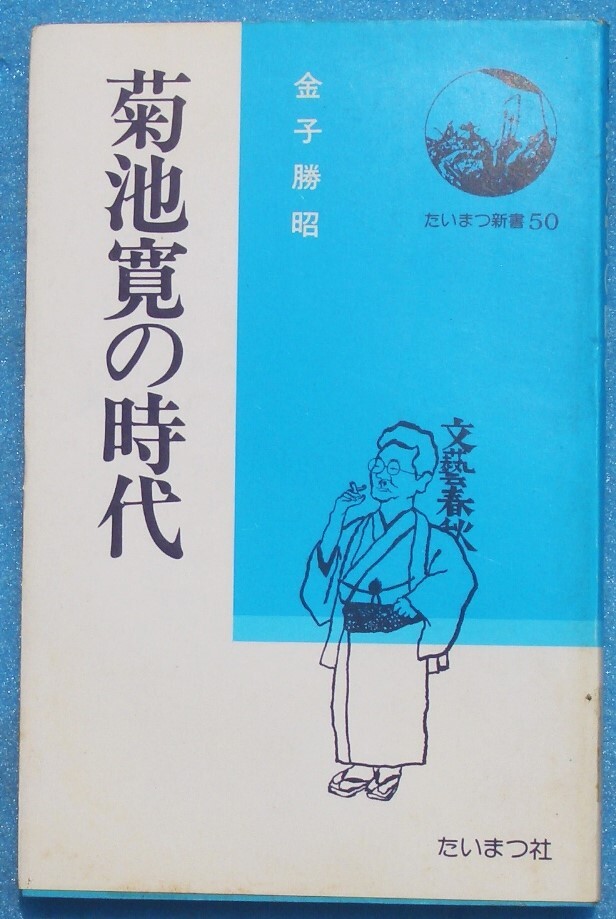 菊池寛の時代
金子勝昭
たいまつ新書50
文藝春秋
たいまつ社